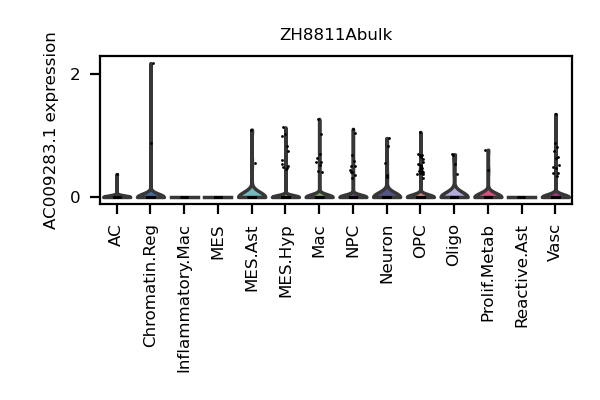 ZH8811Abulk
AC009283.1 expression
2
0
AC
Chromatin.Reg
Inflammatory.Mac
MES
MES.Ast
MES.Hyp
Mac
NPC
Neuron
OPC
Oligo
Prolif.Metab
Reactive.Ast
Vasc